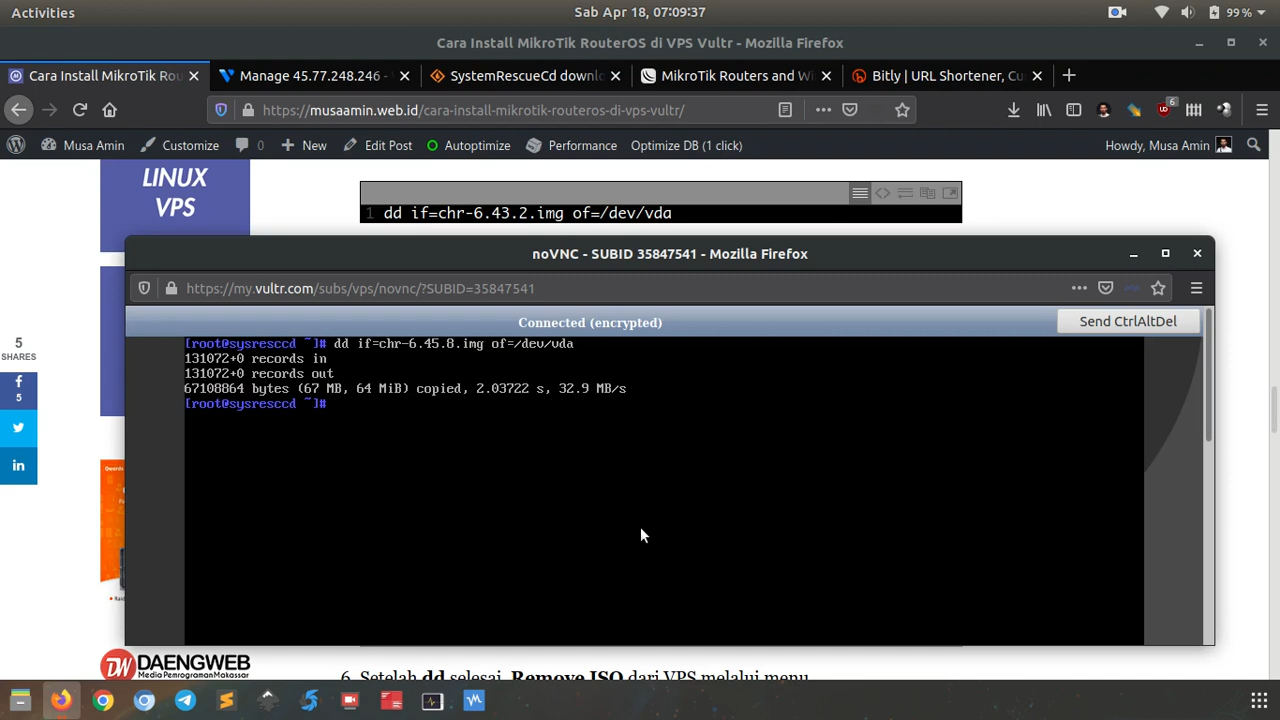 Activities
Sab Apr 18, 07:09:37
99 %
Cara Install MikroTik RouterOS di VPS Vultr - Mozilla Firefox
Cara Install MikroTik Rou
Manage 45.77.248.246 -
SystemRescueCd downlo
MikroTik Routers and Wi
Bitly | URL Shortener, Cu
https://musaamin.web.id/cara-install-mikrotik-routeros-di-vps-vultr/
6
Musa Amin
Customize
0
New
Edit Post
Autoptimize
Performance
Optimize DB (1 click)
Howdy, Musa Amin
LINUX
VPS
1 dd if=chr-6.43.2.img of=/dev/vda
noVNC - SUBID 35847541 - Mozilla Firefox
https://my.vultr.com/subs/vps/novnc/?SUBID=35847541
Connected (encrypted)
Send CtrlAltDel
[root@sysresccd ~]# dd if=chr-6.45.8.img of=/dev/vda
131072+0 records in
131072+0 records out
67108864 bytes (67 MB, 64 MiB) copied, 2.03722 s, 32.9 MB/s
[root@sysresccd ~]#
5
SHARES
5
DW DAENGWEB
Media Pemrograman Makassar
6. Setelah dd selesai, Remove ISO dari VPS melalui menu